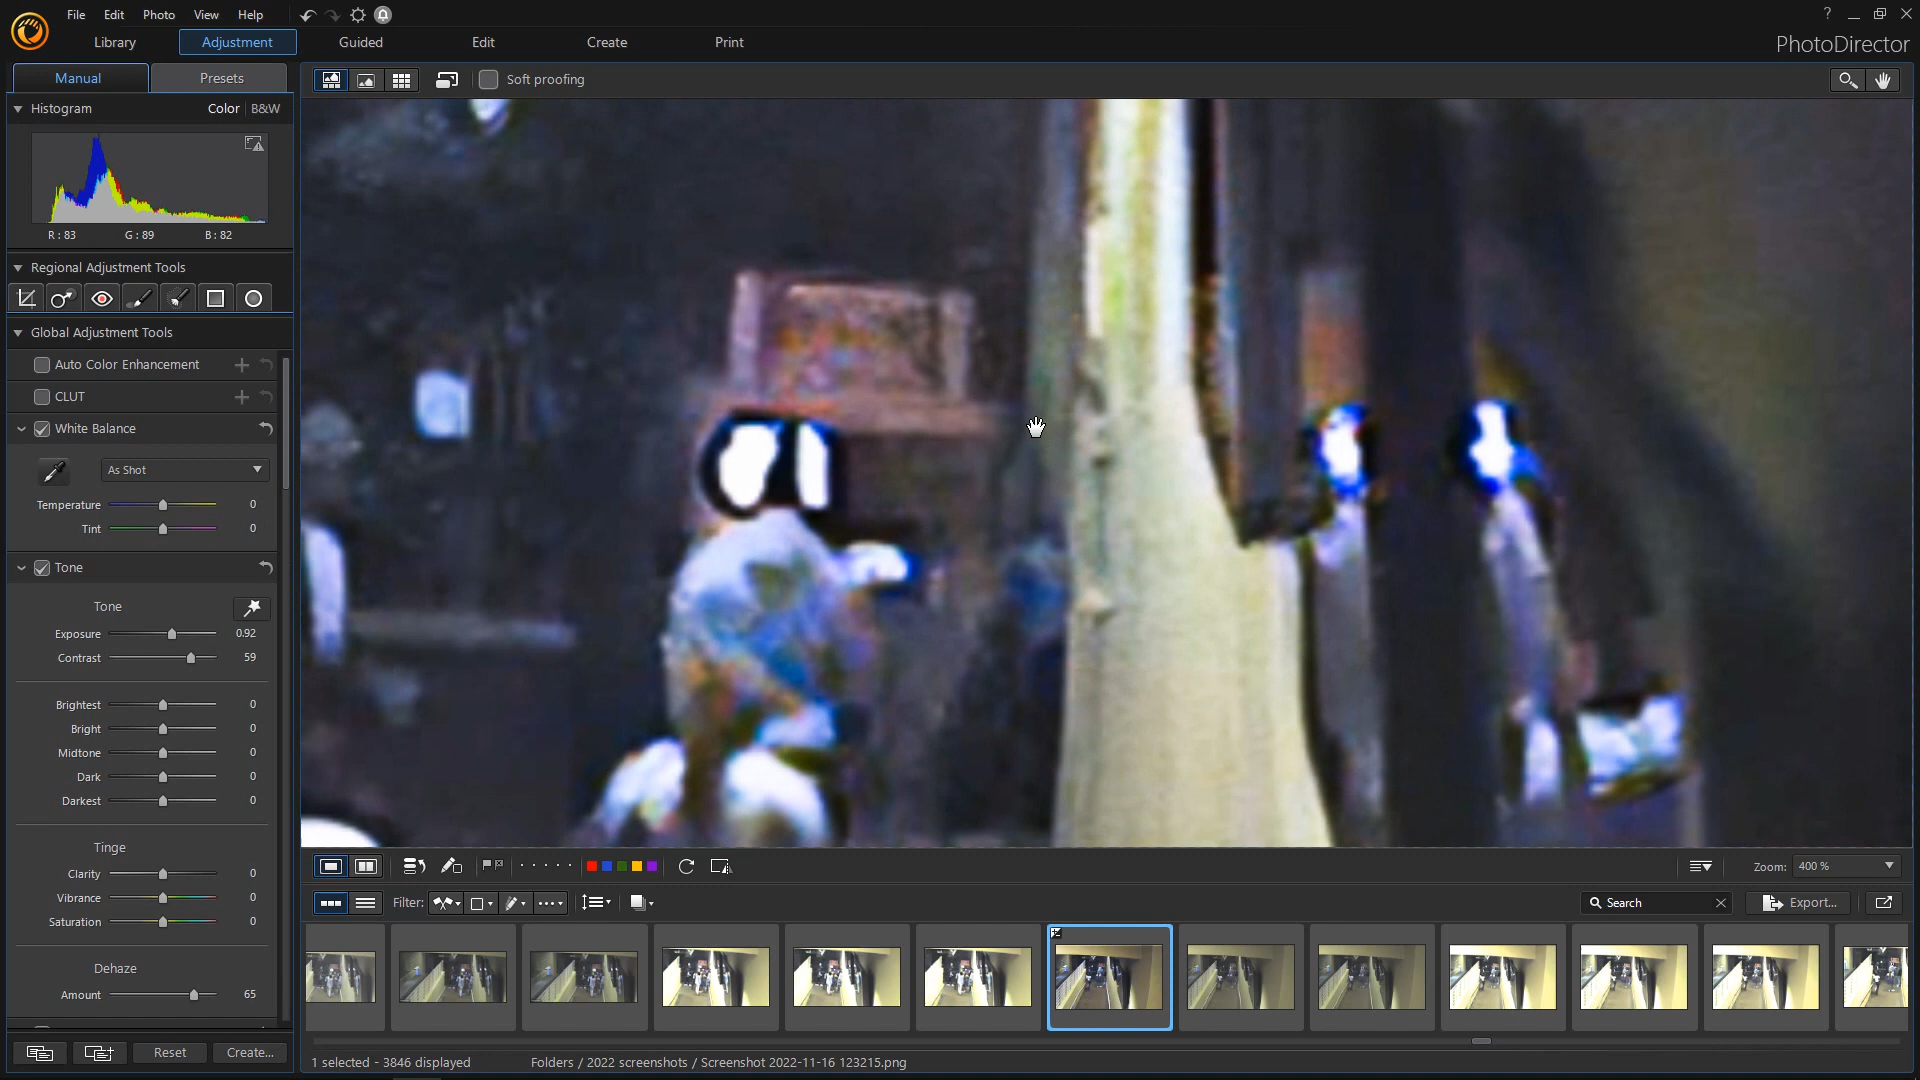 File Edit Photo View Help
?
Library Adjustment Guided Edit Create Print
PhotoDirector
Manual Presets
Soft proofing
Histogram Color | B&W
R : 83 G : 89 B : 82
Regional Adjustment Tools
Global Adjustment Tools
Auto Color Enhancement
CLUT
White Balance
As Shot
Temperature 0
Tint 0
Tone
Tone
Exposure 0.92
Contrast 59
Brightest 0
Bright 0
Midtone 0
Dark 0
Darkest 0
Tinge
Clarity 0
Vibrance 0
Saturation 0
Dehaze
Amount 65
Reset Create...
Zoom: 400 %
Filter:
Search
Export...
1 selected - 3846 displayed
Folders / 2022 screenshots / Screenshot 2022-11-16 123215.png